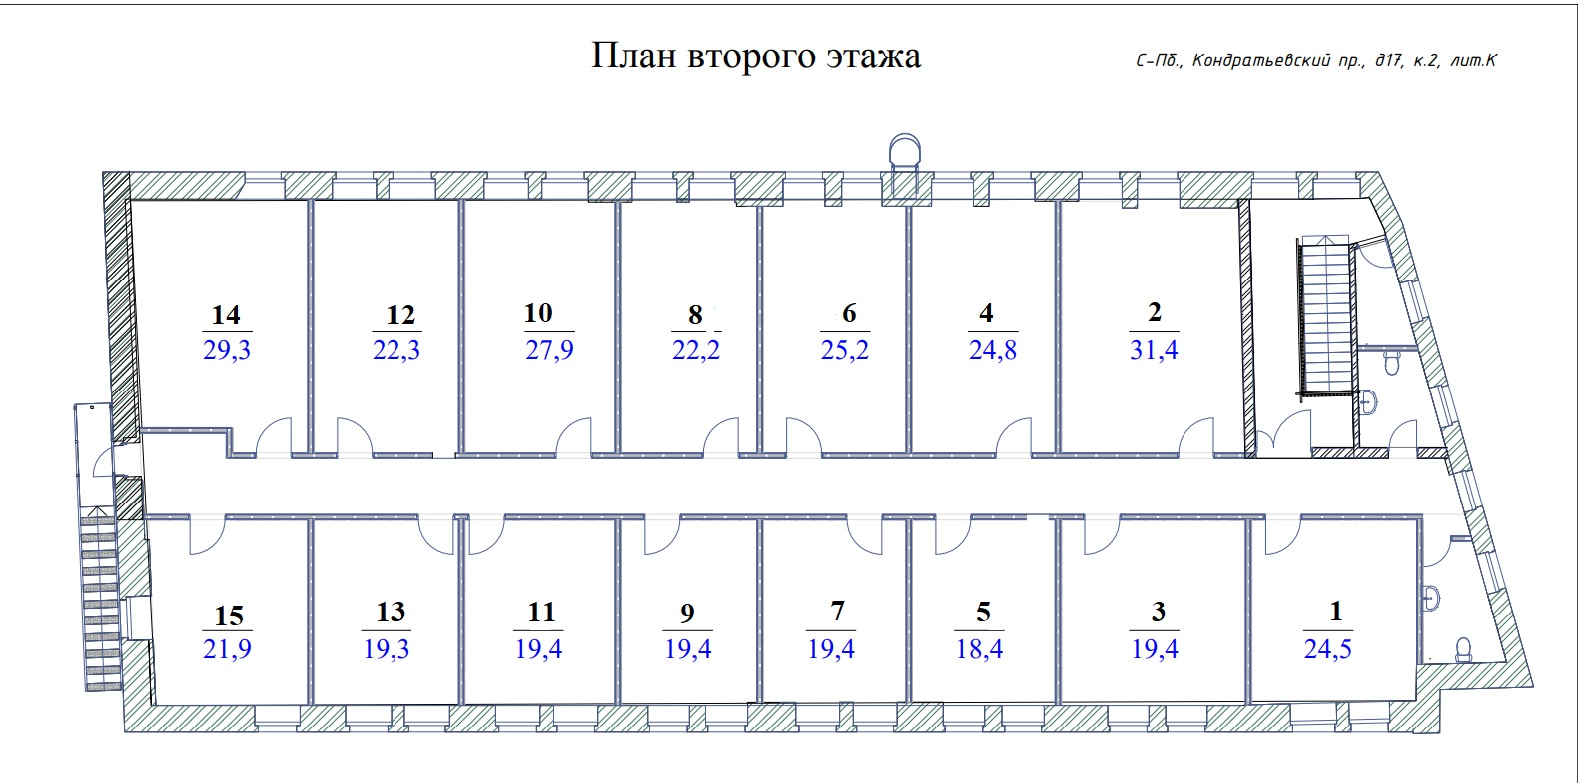 План второго этажа
С-Пб., Кондратьевский пр., д17, к.2, лит.К
14 12 10 8 6 4 2
29,3 22,3 27,9 22,2 25,2 24,8 31,4
15 13 11 9 7 5 3 1
21,9 19,3 19,4 19,4 19,4 18,4 19,4 24,5